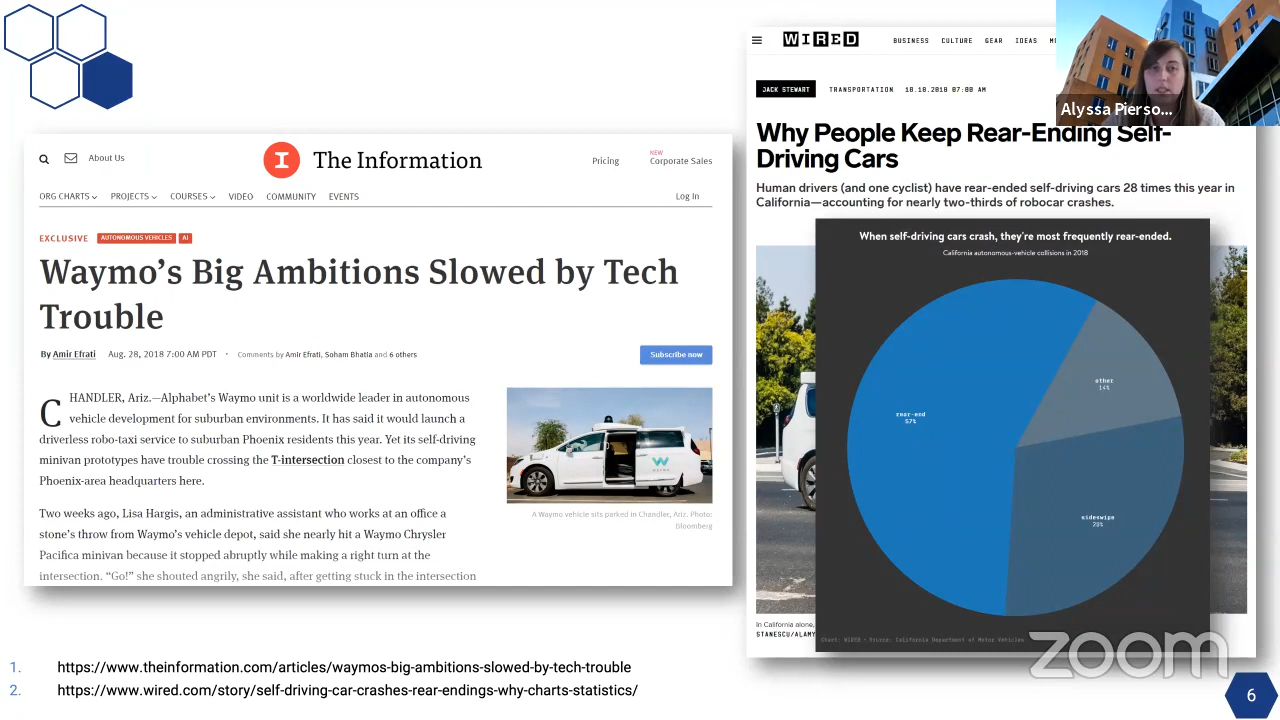 About Us
The Information
Pricing
NEW
Corporate Sales
ORG CHARTS
PROJECTS
COURSES
VIDEO
COMMUNITY
EVENTS
Log In
EXCLUSIVE
AUTONOMOUS VEHICLES
AI
Waymo's Big Ambitions Slowed by Tech
Trouble
By Amir Efrati
Aug. 28, 2018 7:00 AM PDT
· Comments by Amir Efrati, Soham Bhatia and 6 others
Subscribe now
CHANDLER, Ariz.—Alphabet's Waymo unit is a worldwide leader in autonomous
vehicle development for suburban environments. It has said it would launch a
driverless robo-taxi service to suburban Phoenix residents this year. Yet its self-driving
minivan prototypes have trouble crossing the T-intersection closest to the company's
Phoenix-area headquarters here.
Two weeks ago, Lisa Hargis, an administrative assistant who works at an office a
stone's throw from Waymo's vehicle depot, said she nearly hit a Waymo Chrysler
Pacifica minivan because it stopped abruptly while making a right turn at the
intersection. "Go!" she shouted angrily, she said, after getting stuck in the intersection
WAYMO
A Waymo vehicle sits parked in Chandler, Ariz. Photo:
Bloomberg
WIRED
BUSINESS
CULTURE
GEAR
IDEAS
JACK STEWART
TRANSPORTATION
10.18.2018 07:00 AM
Why People Keep Rear-Ending Self-
Driving Cars
Human drivers (and one cyclist) have rear-ended self-driving cars 28 times this year in
California—accounting for nearly two-thirds of robocar crashes.
When self-driving cars crash, they're most frequently rear-ended.
California autonomous-vehicle collisions in 2018
other
14%
rear-end
57%
sideswipe
29%
In California alone,
STANESCU/ALAMY
Chart: WIRED · Source: California Department of Motor Vehicles
Alyssa Pierso...
zoom
1. https://www.theinformation.com/articles/waymos-big-ambitions-slowed-by-tech-trouble
2. https://www.wired.com/story/self-driving-car-crashes-rear-endings-why-charts-statistics/
6